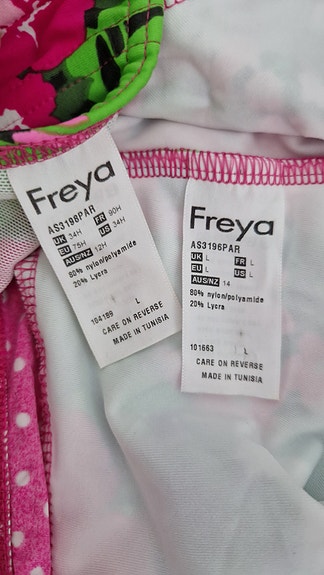 Freya
AS3198PAR
UK 34H FR 90H
EU 75H US 34H
AUS/NZ 12H
80% nylon/polyamide
20% Lycra
104189 L
CARE ON REVERSE
MADE IN TUNISIA
Freya
AS3196PAR
UK L FR L
EU L US L
AUS/NZ 14
80% nylon/polyamide
20% Lycra
101663 L
CARE ON REVERSE
MADE IN TUNISIA